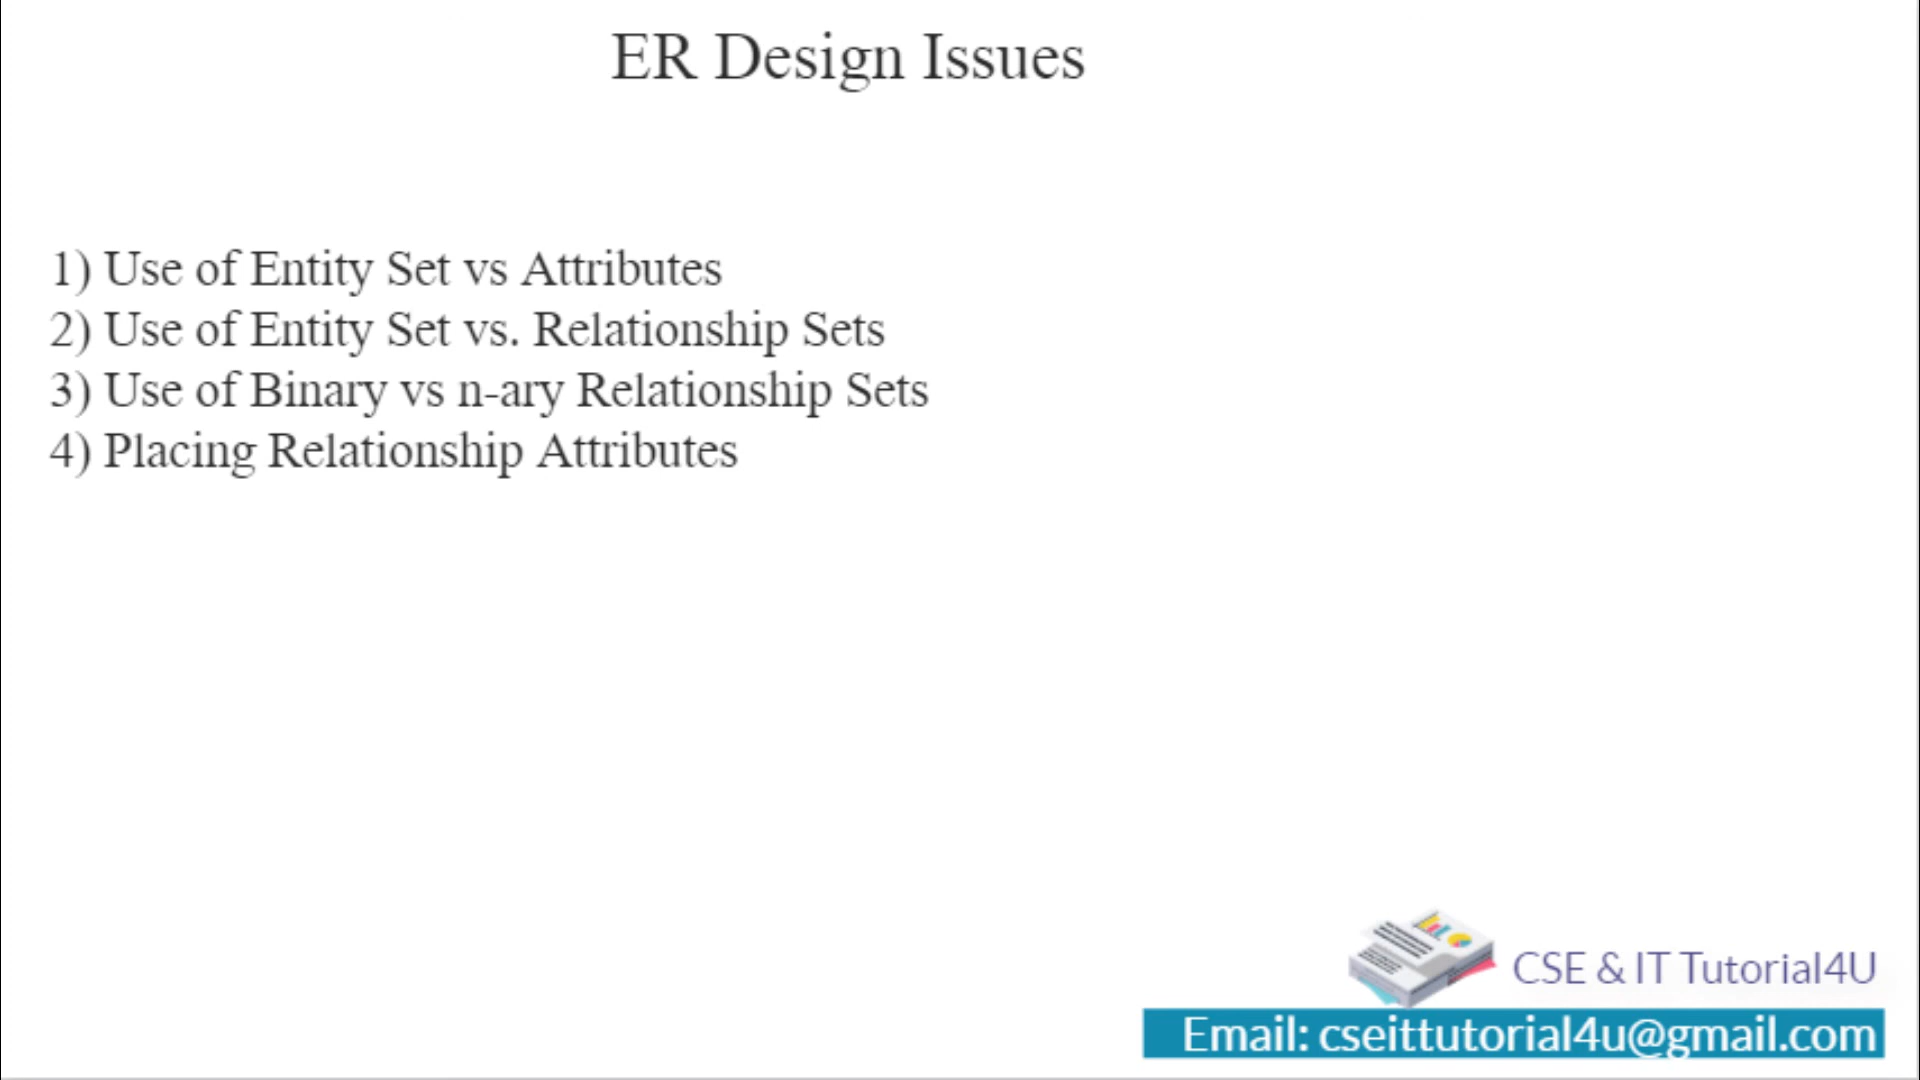 ER Design Issues
1) Use of Entity Set vs Attributes
2) Use of Entity Set vs. Relationship Sets
3) Use of Binary vs n-ary Relationship Sets
4) Placing Relationship Attributes
CSE & IT Tutorial4U
Email: cseittutorial4u@gmail.com